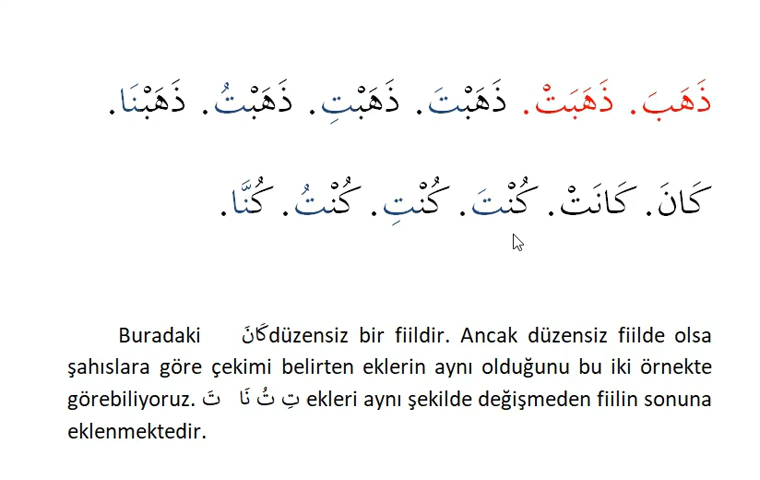 ذَهَبَ. ذَهَبَتْ. ذَهَبْتَ. ذَهَبْتِ. ذَهَبْتُ. ذَهَبْنَا.
كَانَ. كَانَتْ. كُنْتَ. كُنْتِ. كُنْتُ. كُنَّا.
Buradaki كَانَ düzensiz bir fiildir. Ancak düzensiz fiilde olsa
şahıslara göre çekimi belirten eklerin aynı olduğunu bu iki örnekte
görebiliyoruz. تَ نَا تُ تِ ekleri aynı şekilde değişmeden fiilin sonuna
eklenmektedir.